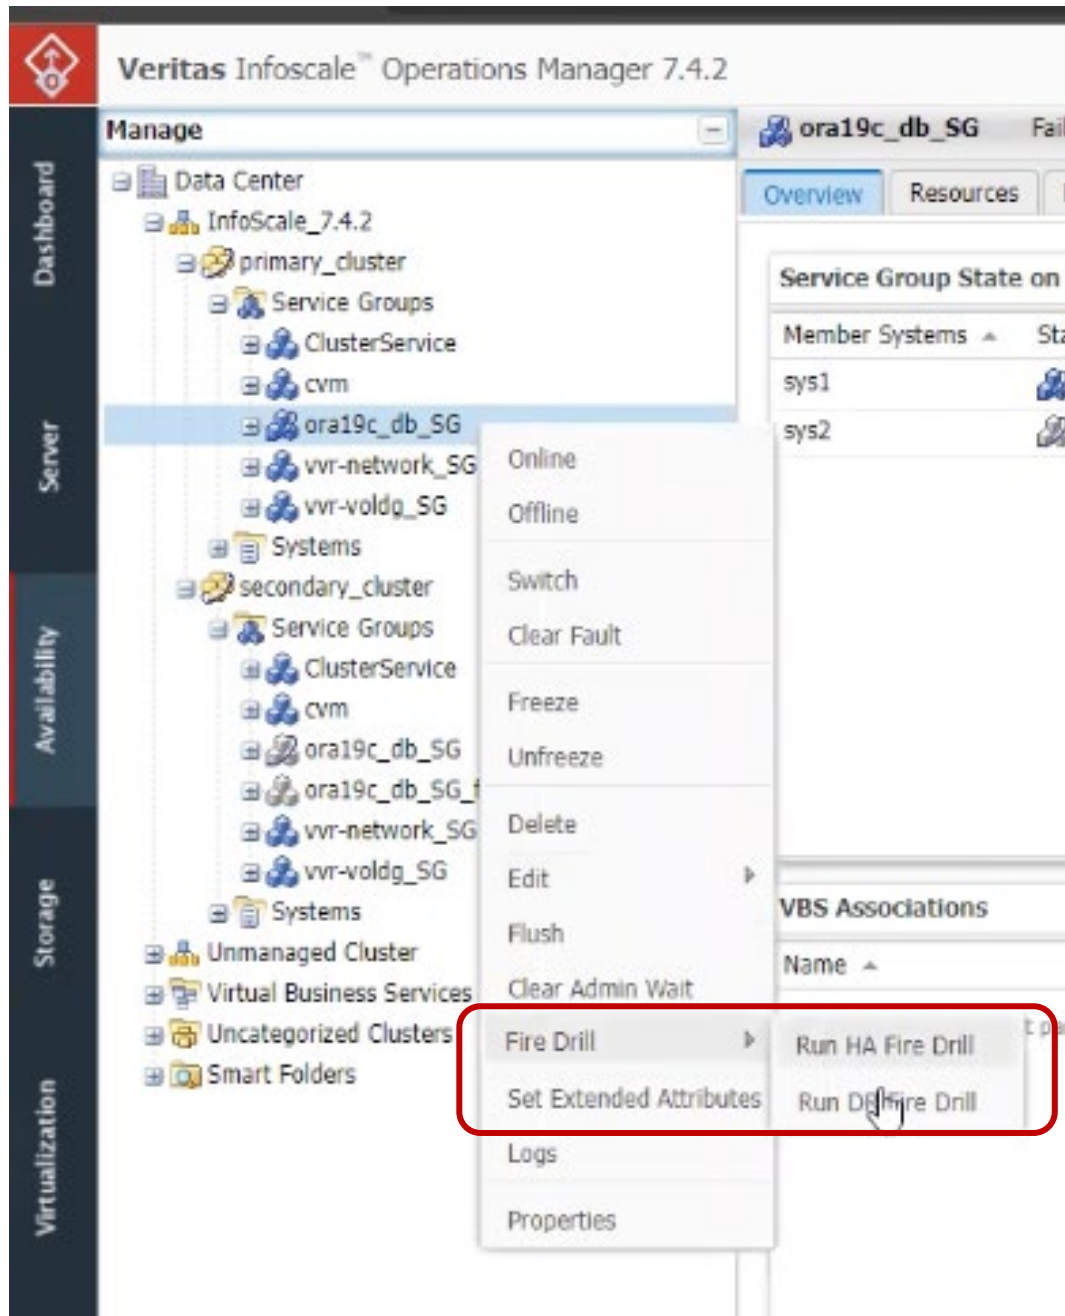 Veritas Infoscale™ Operations Manager 7.4.2
Manage
Data Center
InfoScale_7.4.2
primary_cluster
Service Groups
ClusterService
cvm
ora19c_db_SG
vvr-network_SG
vvr-voldg_SG
Systems
secondary_cluster
Service Groups
ClusterService
cvm
ora19c_db_SG
ora19c_db_SG_f
vvr-network_SG
vvr-voldg_SG
Systems
Unmanaged Cluster
Virtual Business Services
Uncategorized Clusters
Smart Folders
Dashboard
Server
Availability
Storage
Virtualization
Online
Offline
Switch
Clear Fault
Freeze
Unfreeze
Delete
Edit
Flush
Clear Admin Wait
Fire Drill
Set Extended Attributes
Logs
Properties
Run HA Fire Drill
Run DR Fire Drill
ora19c_db_SG Fail
Overview Resources
Service Group State on
Member Systems Sta
sys1
sys2
VBS Associations
Name
t pa